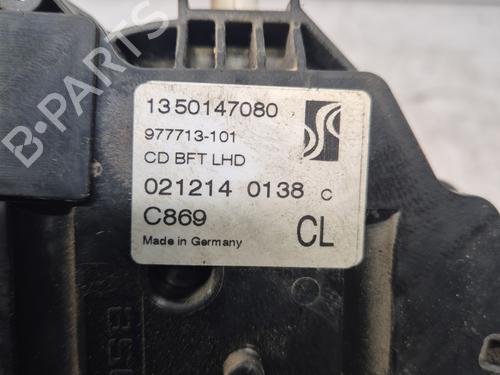 1350147080
977713-101
CD BFT LHD
021214 0138 C
C869
Made in Germany
CL
B-PARTS